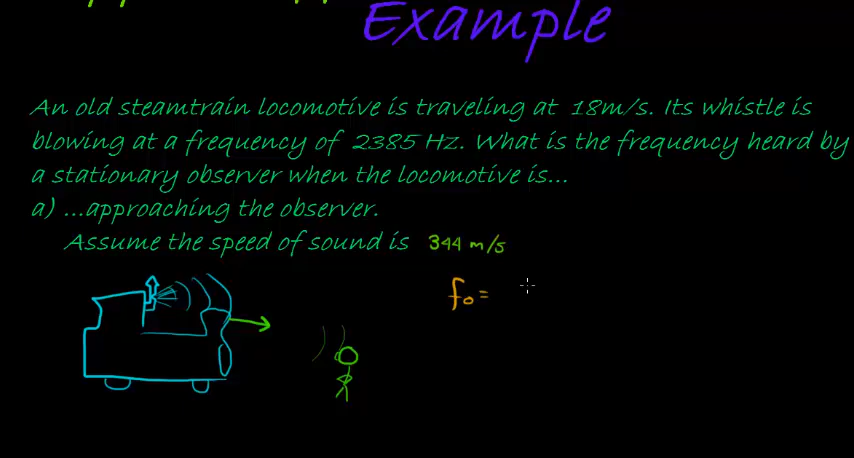 Example
An old steamtrain locomotive is traveling at 18m/s. Its whistle is
blowing at a frequency of 2385 Hz. What is the frequency heard by
a stationary observer when the locomotive is...
a) ...approaching the observer.
Assume the speed of sound is 344 m/s
fo =